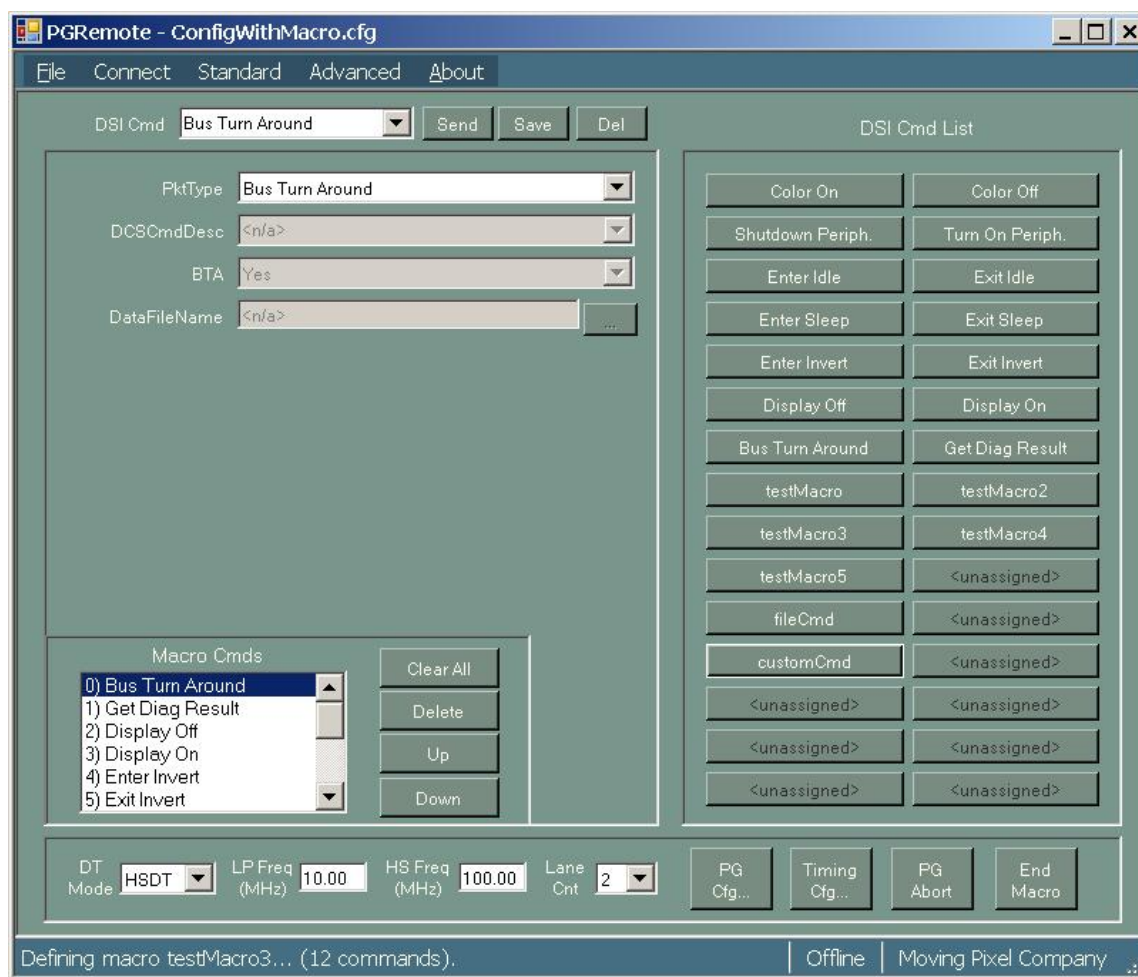 PGRemote - ConfigWithMacro.cfg
File Connect Standard Advanced About
DSI Cmd Bus Turn Around Send Save Del
PktType Bus Turn Around
DCSCmdDesc <n/a>
BTA Yes
DataFileName <n/a> ...
Macro Cmds
0) Bus Turn Around
1) Get Diag Result
2) Display Off
3) Display On
4) Enter Invert
5) Exit Invert
Clear All
Delete
Up
Down
DSI Cmd List
Color On Color Off
Shutdown Periph. Turn On Periph.
Enter Idle Exit Idle
Enter Sleep Exit Sleep
Enter Invert Exit Invert
Display Off Display On
Bus Turn Around Get Diag Result
testMacro testMacro2
testMacro3 testMacro4
testMacro5 <unassigned>
fileCmd <unassigned>
customCmd <unassigned>
<unassigned> <unassigned>
<unassigned> <unassigned>
<unassigned> <unassigned>
DT Mode HSDT
LP Freq (MHz) 10.00
HS Freq (MHz) 100.00
Lane Cnt 2
PG Cfg...
Timing Cfg...
PG Abort
End Macro
Defining macro testMacro3... (12 commands). Offline Moving Pixel Company